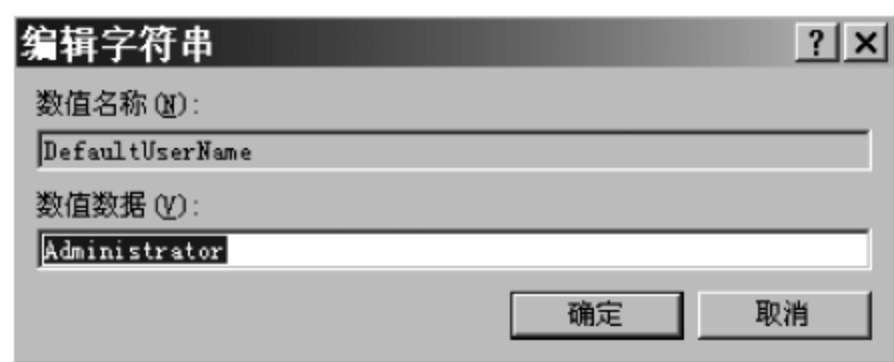 编辑字符串
数值名称(N):
DefaultUserName
数值数据(V):
Administrator
确定 取消